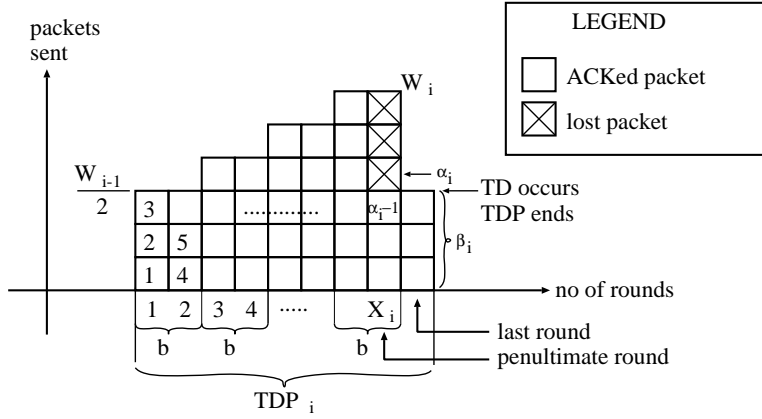 packets
sent
LEGEND
ACKed packet
lost packet
W i
α i
W i-1
2
TD occurs
TDP ends
3
.............
α i−1
2 5
β i
1 4
no of rounds
1 2 3 4 ..... X i
b b b
last round
penultimate round
TDP i